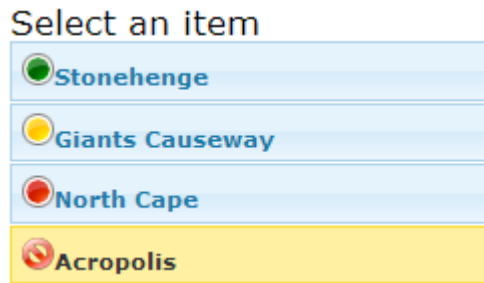 Select an item
Stonehenge
Giants Causeway
North Cape
Acropolis